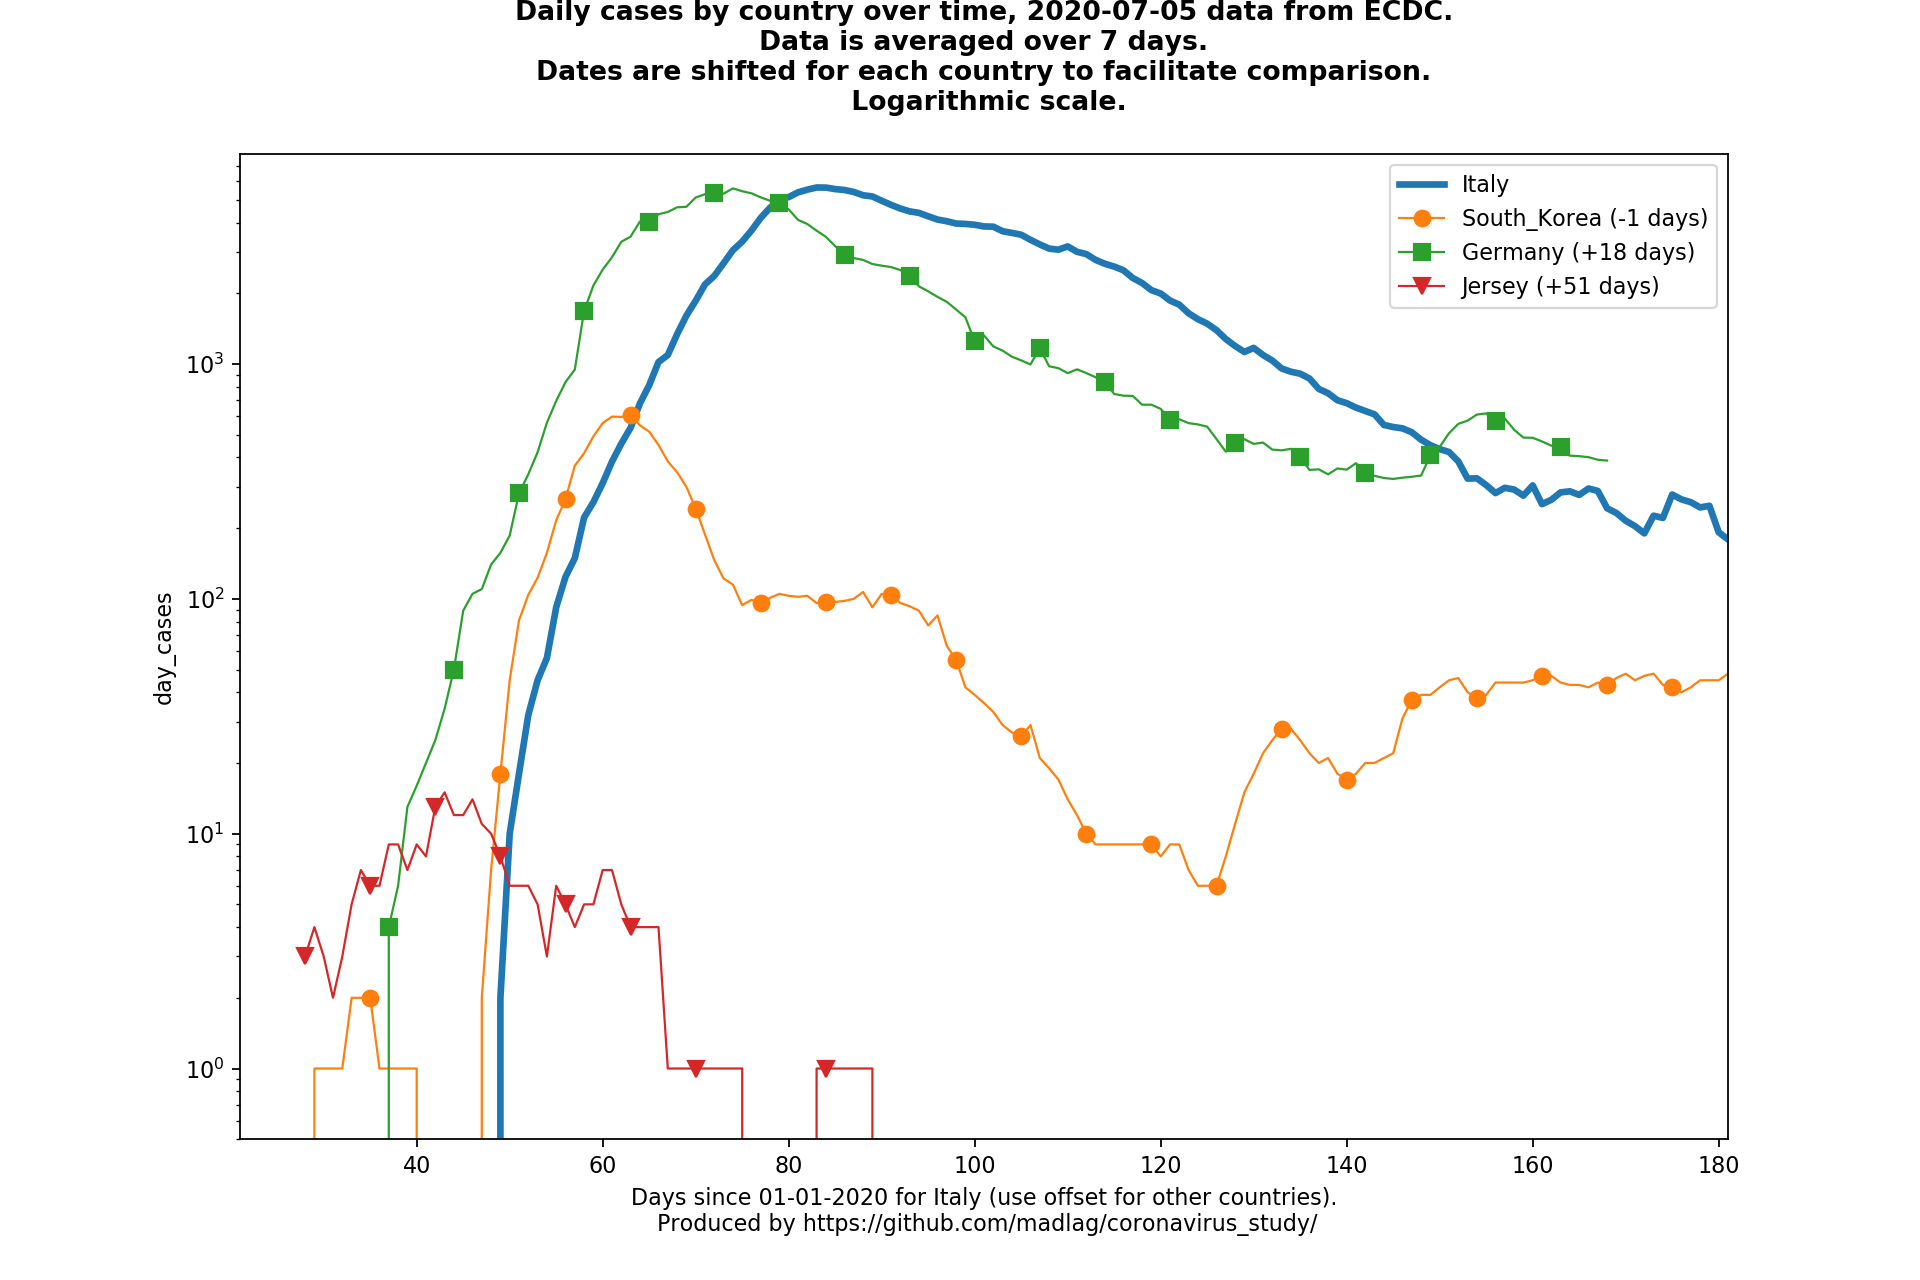 Daily cases by country over time, 2020-07-05 data from ECDC.
Data is averaged over 7 days.
Dates are shifted for each country to facilitate comparison.
Logarithmic scale.
Italy
South_Korea (-1 days)
Germany (+18 days)
Jersey (+51 days)
day_cases
10³
10²
10¹
10⁰
40 60 80 100 120 140 160 180
Days since 01-01-2020 for Italy (use offset for other countries).
Produced by https://github.com/madlag/coronavirus_study/